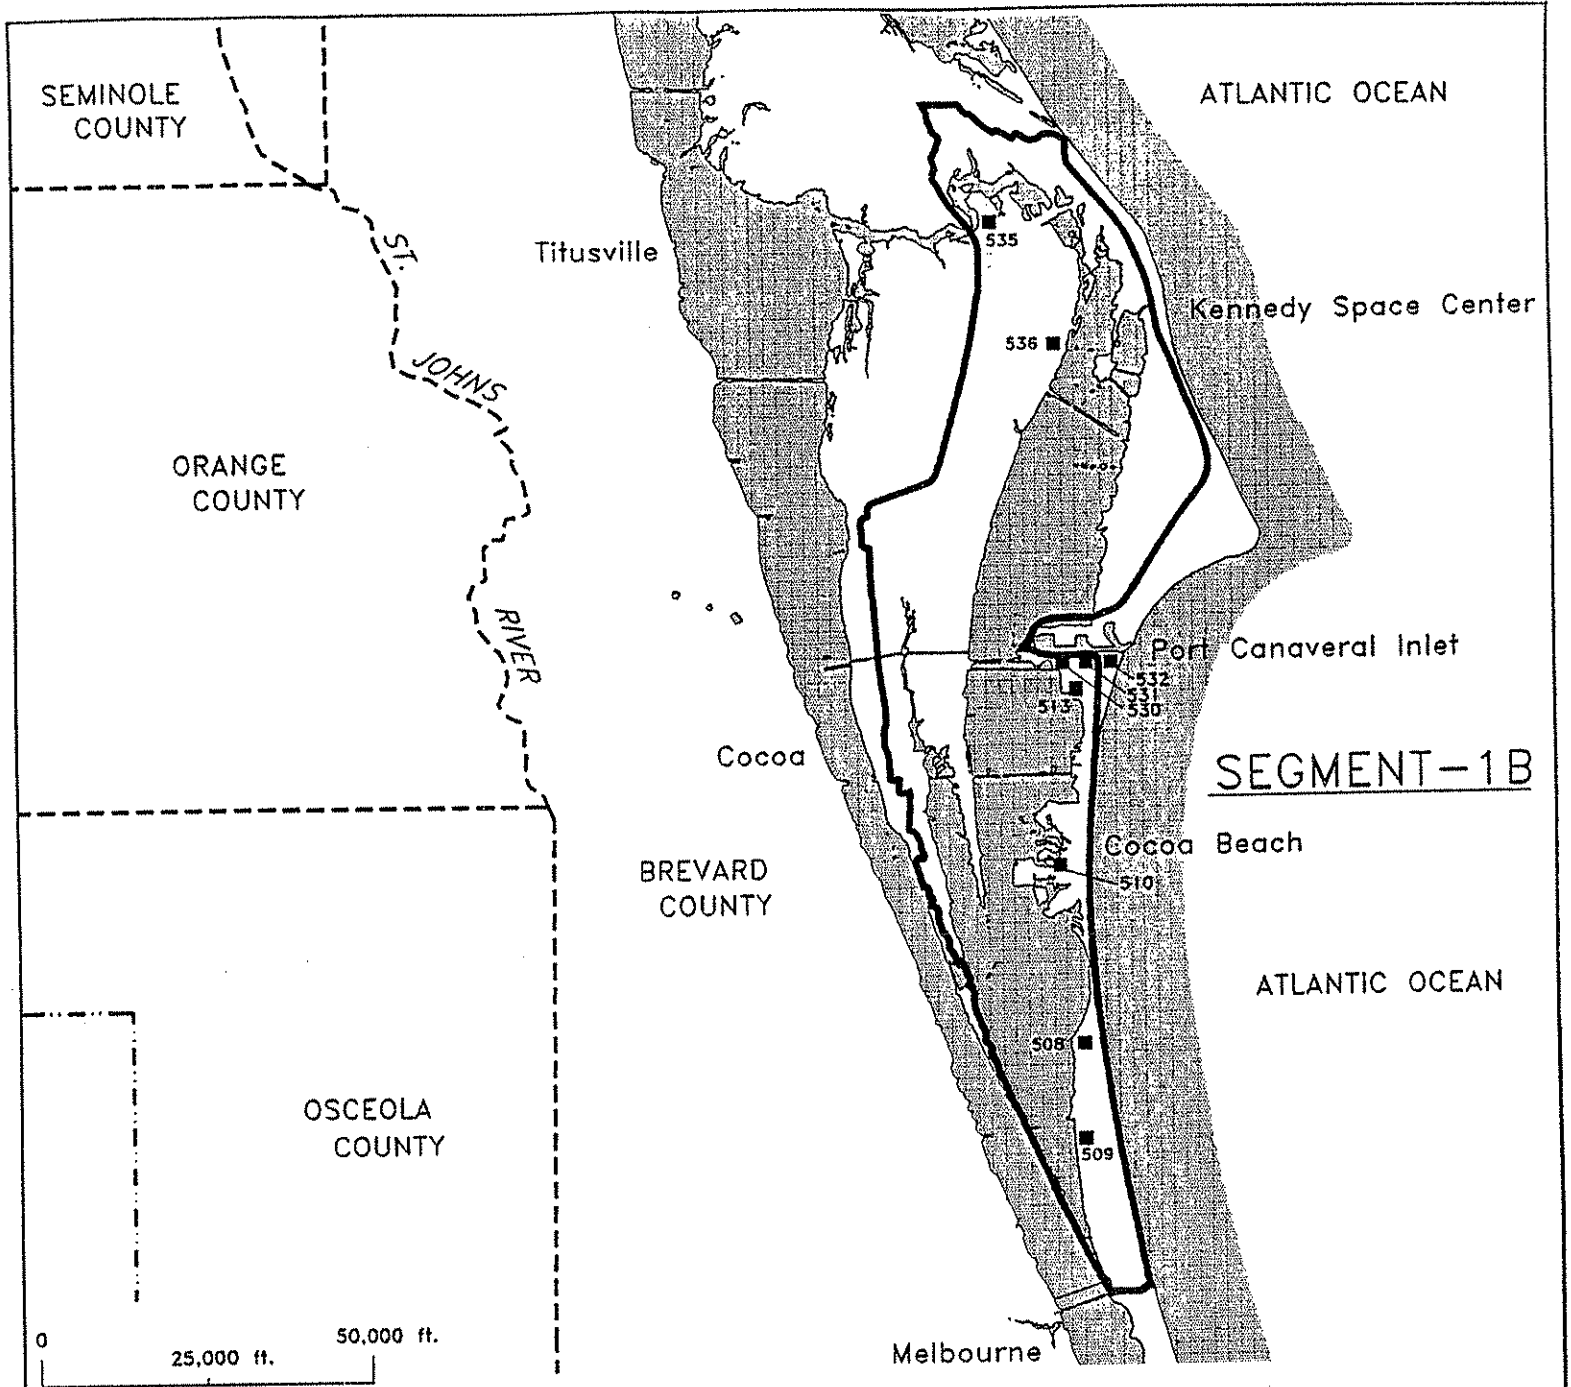 SEMINOLE
COUNTY
ATLANTIC OCEAN
Titusville
535
ST.
Kennedy Space Center
536
JOHNS
ORANGE
COUNTY
RIVER
Port Canaveral Inlet
532
531
513
530
Cocoa
SEGMENT-1B
Cocoa Beach
BREVARD
COUNTY
510
ATLANTIC OCEAN
508
OSCEOLA
COUNTY
509
0
25,000 ft.
50,000 ft.
Melbourne